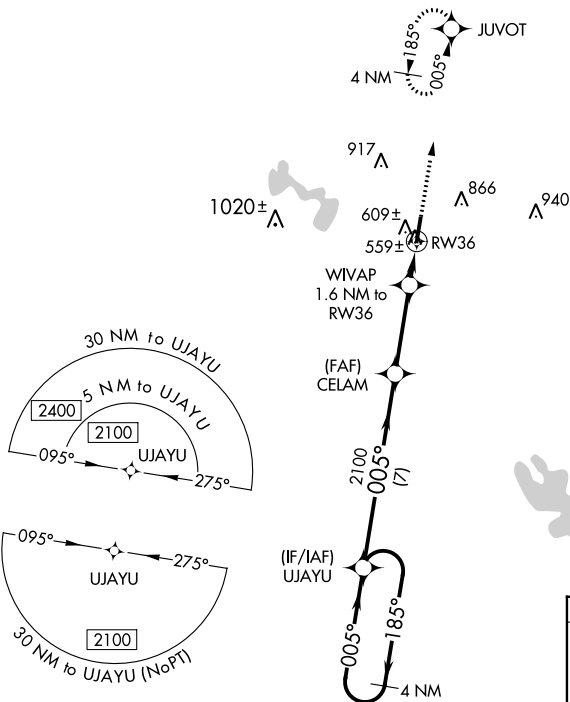 185°
005°
JUVOT
4 NM
917
866
940
1020±
609±
559±
RW36
WIVAP
1.6 NM to
RW36
(FAF)
CELAM
30 NM to UJAYU
5 NM to UJAYU
2400
2100
UJAYU
095°
275°
2100
005°
(7)
095°
275°
UJAYU
2100
30 NM to UJAYU (NoPT)
(IF/IAF)
UJAYU
005°
185°
4 NM